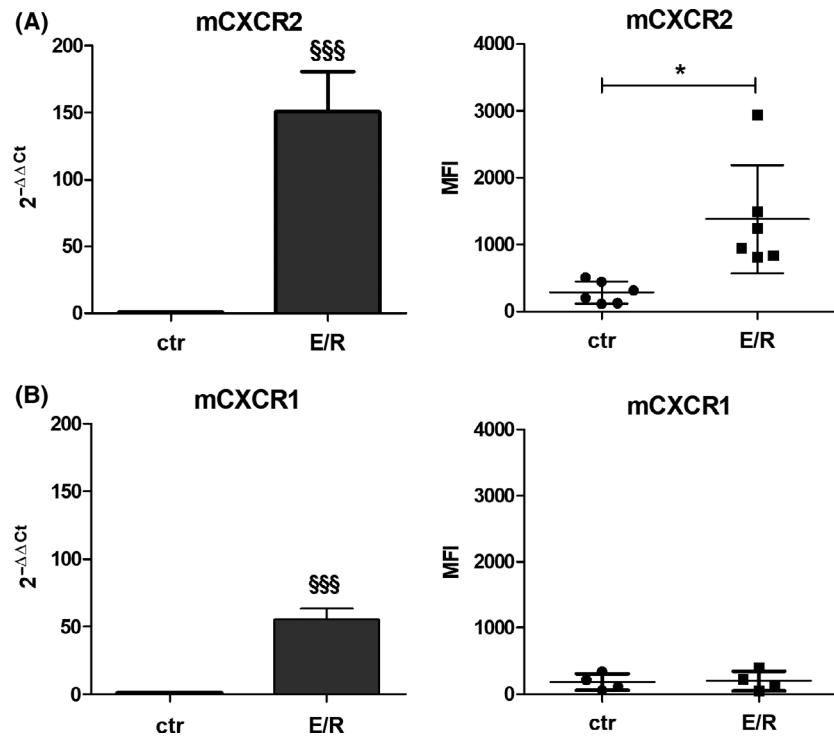 (A)
mCXCR2
2^−ΔΔCt
200
150
100
50
0
§§§
ctr
E/R
mCXCR2
MFI
4000
3000
2000
1000
0
*
ctr
E/R
(B)
mCXCR1
2^−ΔΔCt
200
150
100
50
0
§§§
ctr
E/R
mCXCR1
MFI
4000
3000
2000
1000
0
ctr
E/R